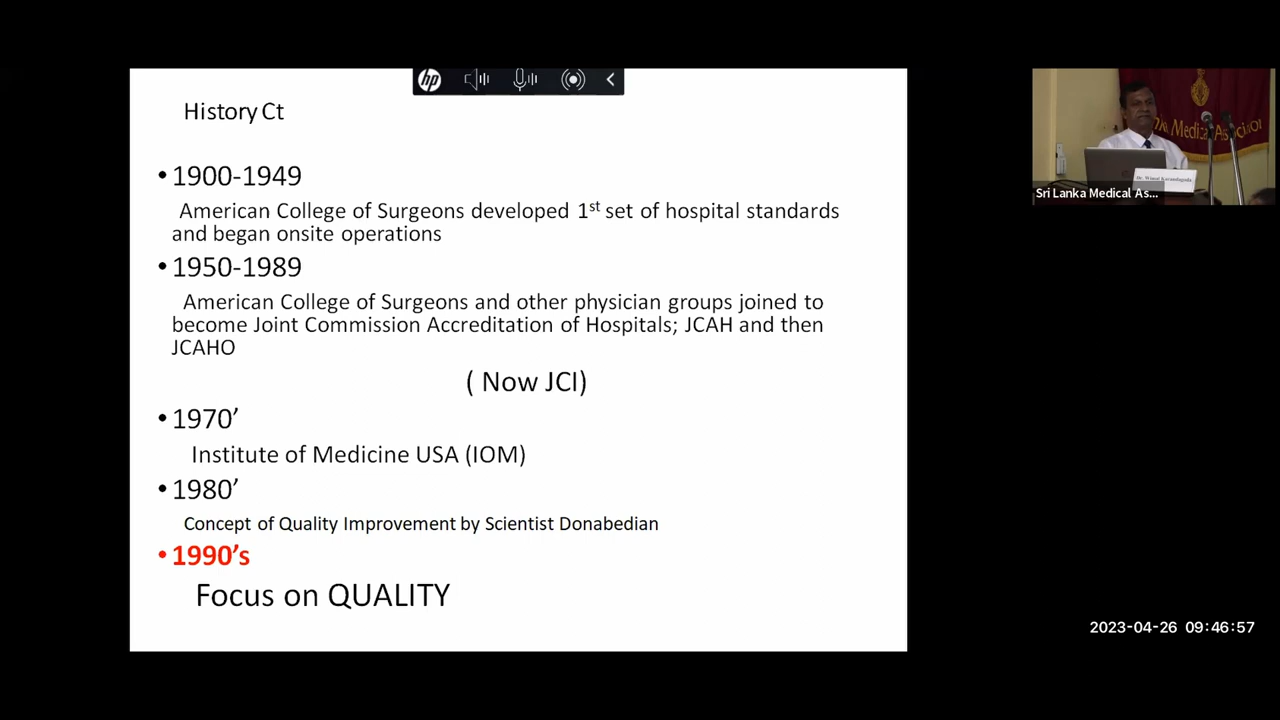 hp
History Ct
• 1900-1949
American College of Surgeons developed 1st set of hospital standards
and began onsite operations
• 1950-1989
American College of Surgeons and other physician groups joined to
become Joint Commission Accreditation of Hospitals; JCAH and then
JCAHO
( Now JCI)
• 1970’
Institute of Medicine USA (IOM)
• 1980’
Concept of Quality Improvement by Scientist Donabedian
• 1990’s
Focus on QUALITY
Medical
Sri Lanka Medical As...
2023-04-26 09:46:57